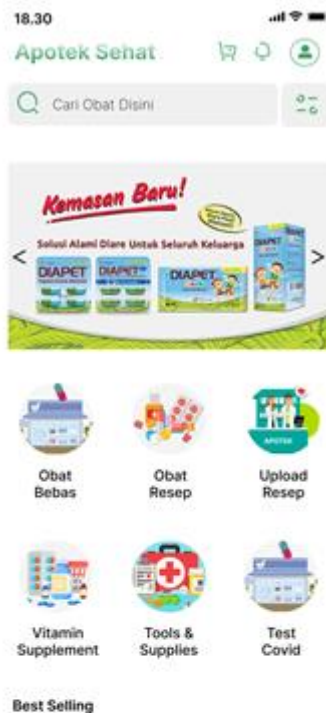 18.30
Apotek Sehat
Cari Obat Disini
Kemasan Baru!
Solusi Alami Diare Untuk Seluruh Keluarga
< DIAPET DIAPET DIAPET DIAPET >
APOTEK
Obat Bebas
Obat Resep
Upload Resep
Vitamin Supplement
Tools & Supplies
Test Covid
Best Selling